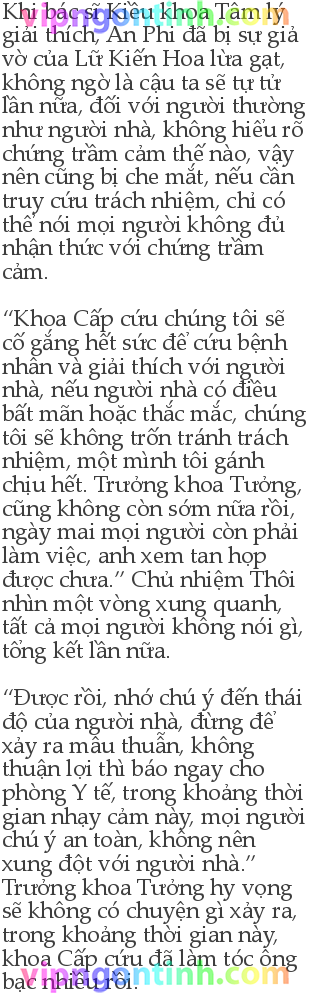 Khi bác sĩ Kiều Khoa Tâm lý
vipngontinh.com
giải thích, An Phi đã bị sự giả
vờ của Lữ Kiến Hoa lừa gạt,
không ngờ là cậu ta sẽ tự tử
lần nữa, đối với người thường
như người nhà, không hiểu rõ
chứng trầm cảm thế nào, vậy
nên cũng bị che mắt, nếu cần
truy cứu trách nhiệm, chỉ có
thể nói mọi người không đủ
nhận thức với chứng trầm
cảm.
“Khoa Cấp cứu chúng tôi sẽ
cố gắng hết sức để cứu bệnh
nhân và giải thích với người
nhà, nếu người nhà có điều
bất mãn hoặc thắc mắc, chúng
tôi sẽ không trốn tránh trách
nhiệm, một mình tôi gánh
chịu hết. Trưởng khoa Tưởng,
cũng không còn sớm nữa rồi,
ngày mai mọi người còn phải
làm việc, anh xem tan họp
được chưa.” Chủ nhiệm Thôi
nhìn một vòng xung quanh,
tất cả mọi người không nói gì,
tổng kết lần nữa.
“Được rồi, nhớ chú ý đến thái
độ của người nhà, đừng để
xảy ra mâu thuẫn, không
thuận lợi thì báo ngay cho
phòng Y tế, trong khoảng thời
gian nhạy cảm này, mọi người
chú ý an toàn, không nên
xung đột với người nhà.”
Trưởng khoa Tưởng hy vọng
sẽ không có chuyện gì xảy ra,
trong khoảng thời gian này,
khoa Cấp cứu đã làm tóc ông
vipngontinh.com
bạc nhiều rồi.